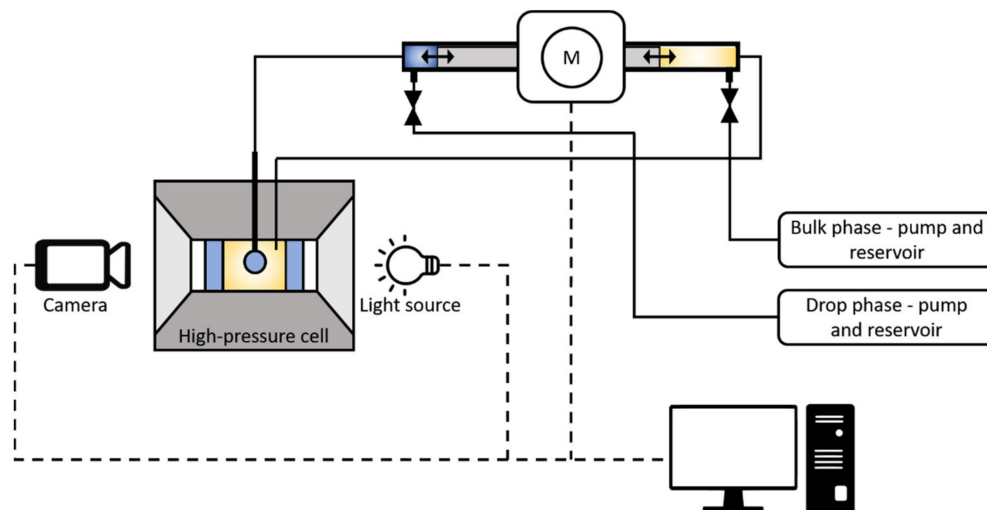 M
Bulk phase - pump and
reservoir
Camera
Light source
Drop phase - pump
and reservoir
High-pressure cell